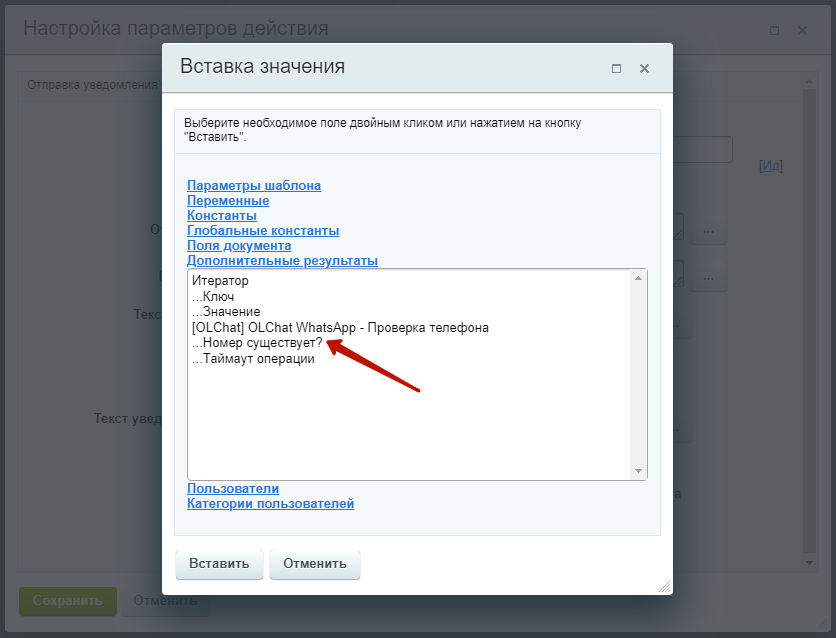 Настройка параметров действия
Вставка значения
Отправка уведомления
Выберите необходимое поле двойным кликом или нажатием на кнопку
"Вставить".
[Ид]
Параметры шаблона
Переменные
Константы
Глобальные константы
Поля документа
Дополнительные результаты
Итератор
...Ключ
...Значение
[OLChat] OLChat WhatsApp - Проверка телефона
...Номер существует?
...Таймаут операции
...
...
Текс
Текст увед
Пользователи
Категории пользователей
Вставить
Отменить
Сохранить
Отменить